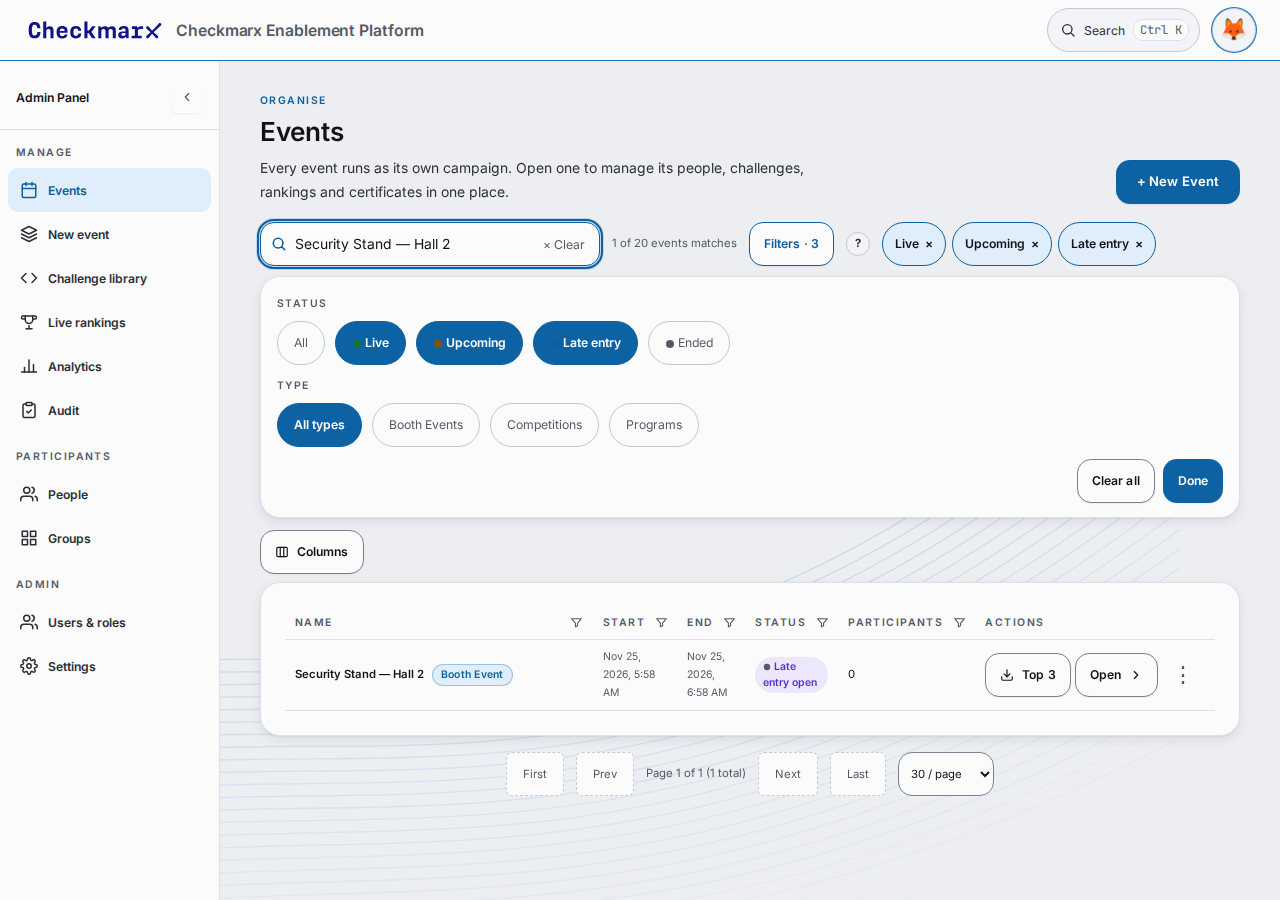 Checkmarx Checkmarx Enablement Platform Search Ctrl K
Admin Panel
MANAGE
Events
New event
Challenge library
Live rankings
Analytics
Audit
PARTICIPANTS
People
Groups
ADMIN
Users & roles
Settings
ORGANISE
Events
Every event runs as its own campaign. Open one to manage its people, challenges,
rankings and certificates in one place.
+ New Event
Security Stand — Hall 2 × Clear 1 of 20 events matches Filters · 3 ? Live × Upcoming × Late entry ×
STATUS
All Live Upcoming Late entry Ended
TYPE
All types Booth Events Competitions Programs
Clear all Done
Columns
NAME START END STATUS PARTICIPANTS ACTIONS
Security Stand — Hall 2 Booth Event
Nov 25,
2026, 5:58
AM
Nov 25,
2026,
6:58 AM
Late
entry open
0
Top 3 Open
First Prev Page 1 of 1 (1 total) Next Last 30 / page